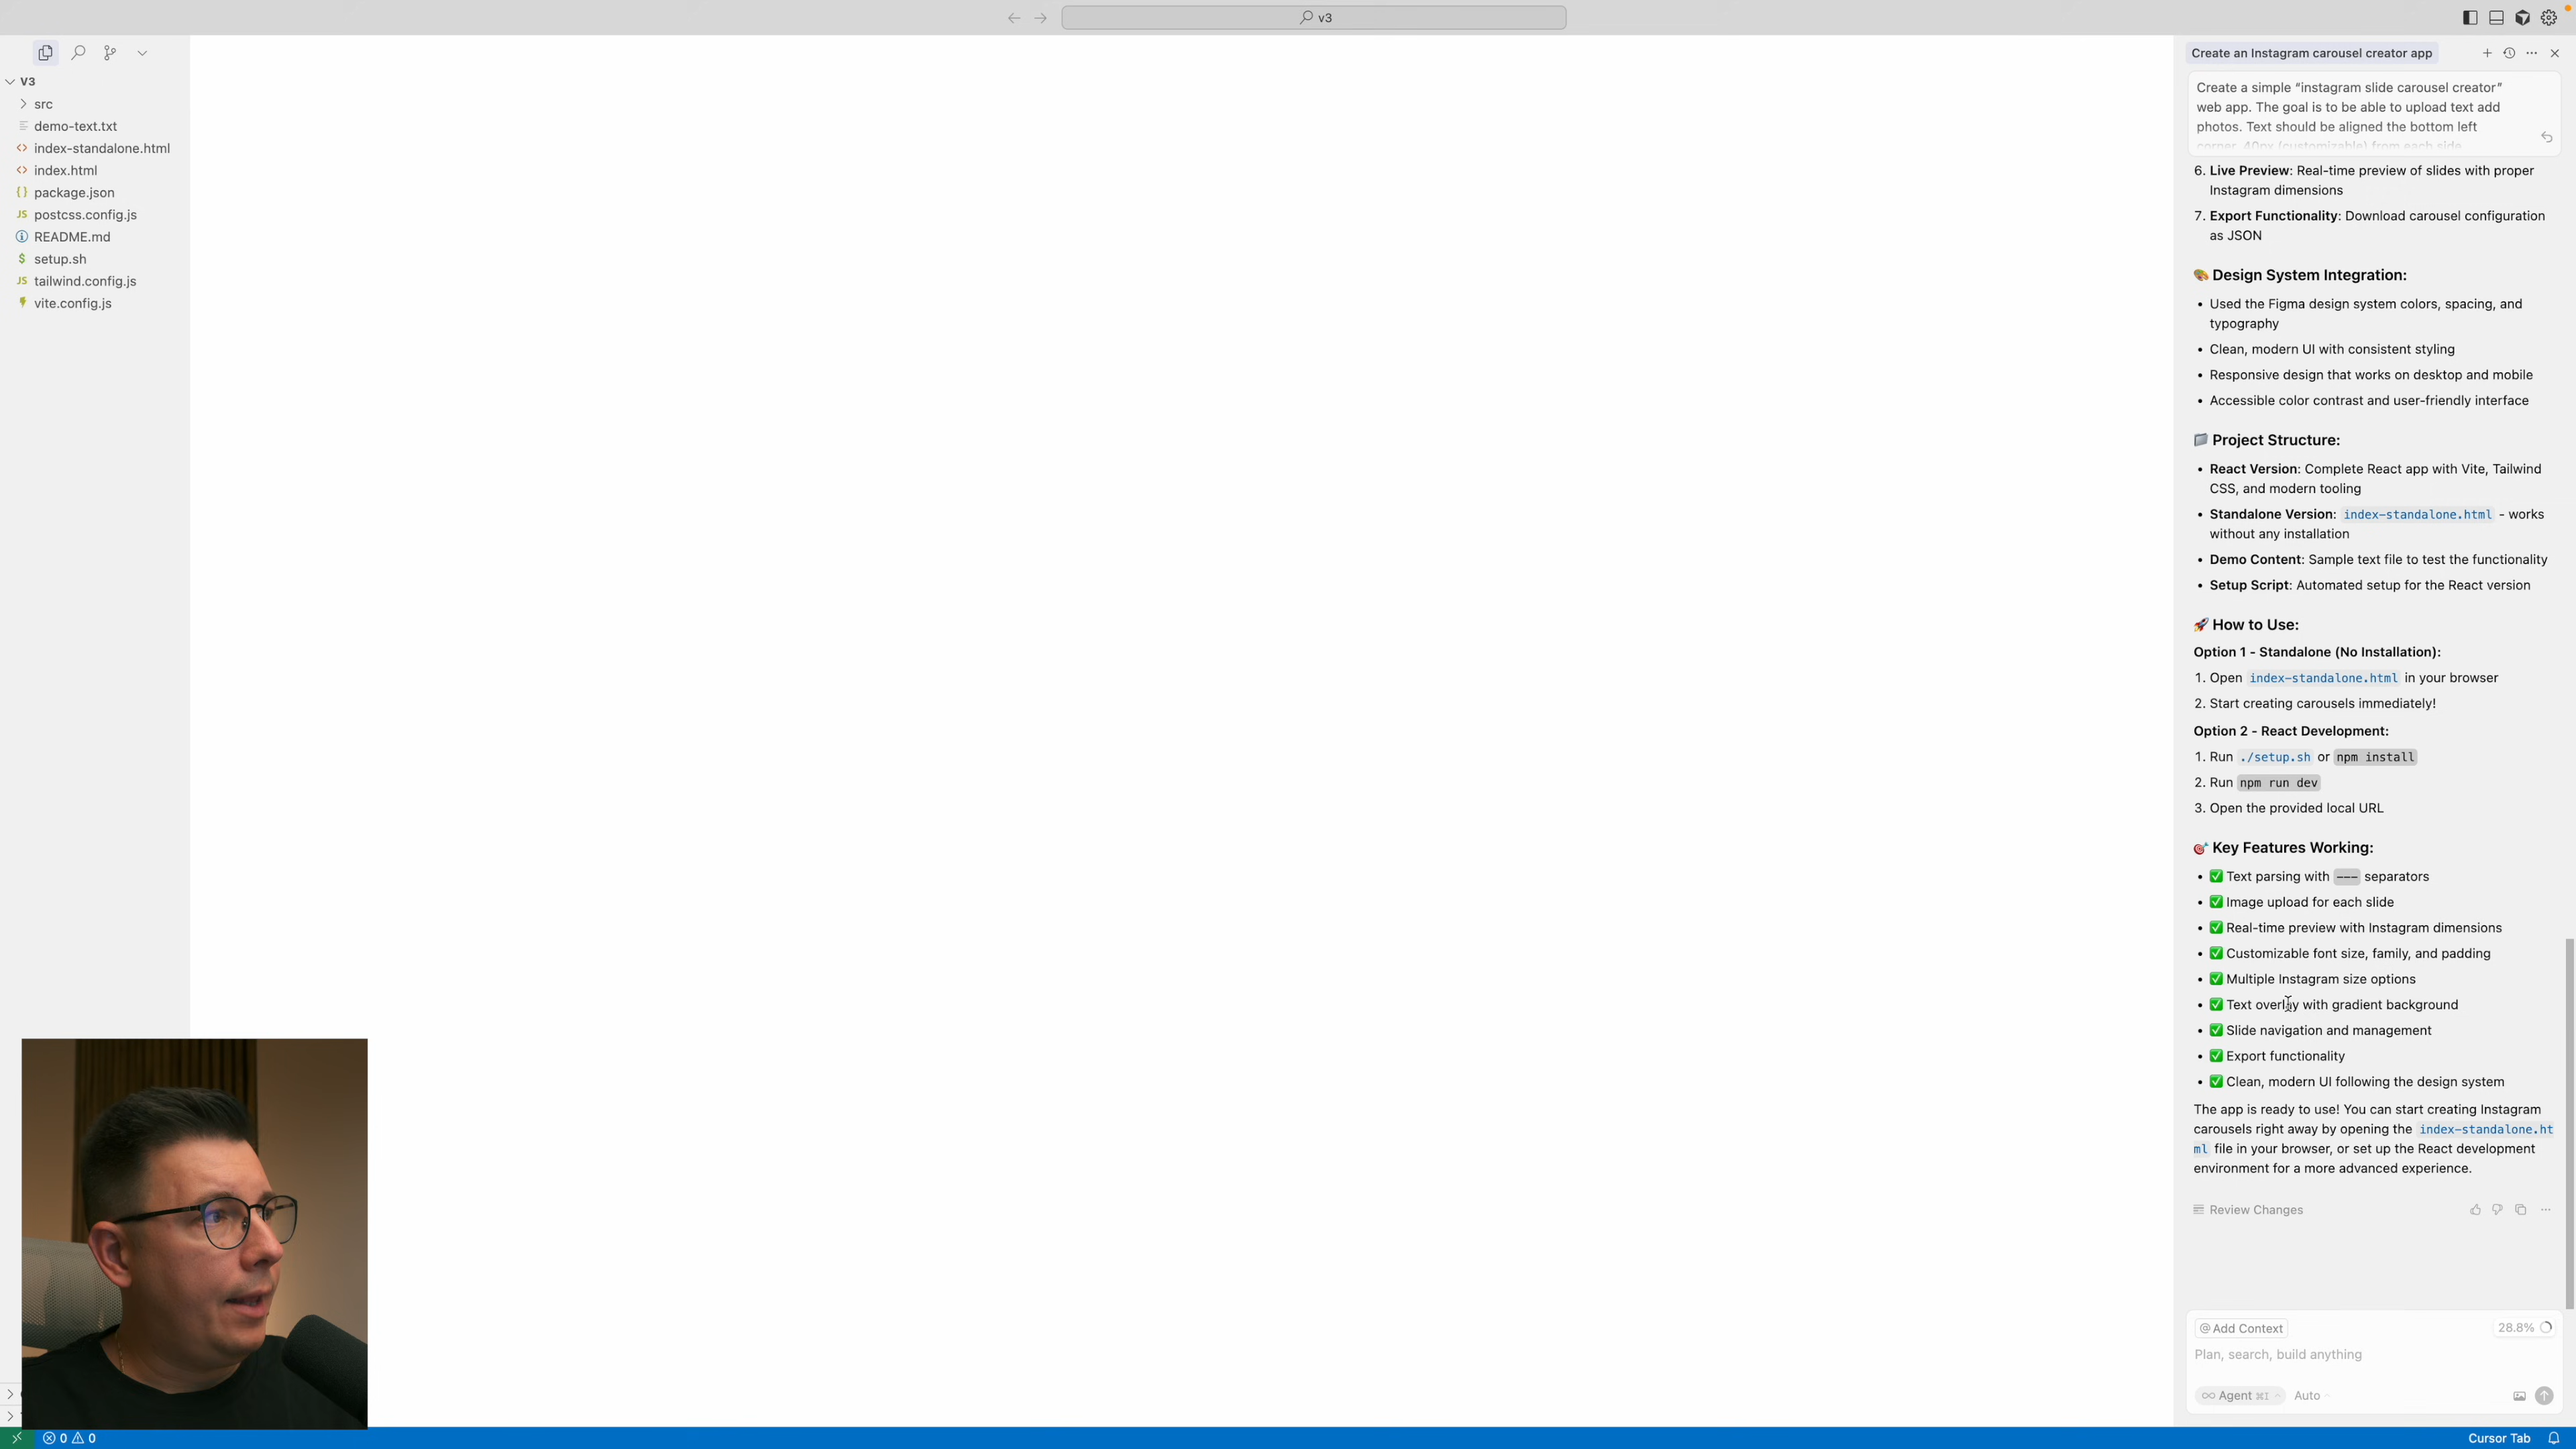 v3
V3
src
demo-text.txt
index-standalone.html
index.html
package.json
postcss.config.js
README.md
setup.sh
tailwind.config.js
vite.config.js
Create an Instagram carousel creator app
Create a simple “instagram slide carousel creator”
web app. The goal is to be able to upload text add
photos. Text should be aligned the bottom left
corner, 40px (customizable) from each side
6. Live Preview: Real-time preview of slides with proper
Instagram dimensions
7. Export Functionality: Download carousel configuration
as JSON
🎨 Design System Integration:
• Used the Figma design system colors, spacing, and
typography
• Clean, modern UI with consistent styling
• Responsive design that works on desktop and mobile
• Accessible color contrast and user-friendly interface
📁 Project Structure:
• React Version: Complete React app with Vite, Tailwind
CSS, and modern tooling
• Standalone Version: index-standalone.html - works
without any installation
• Demo Content: Sample text file to test the functionality
• Setup Script: Automated setup for the React version
🚀 How to Use:
Option 1 - Standalone (No Installation):
1. Open index-standalone.html in your browser
2. Start creating carousels immediately!
Option 2 - React Development:
1. Run ./setup.sh or npm install
2. Run npm run dev
3. Open the provided local URL
🎯 Key Features Working:
• ✅ Text parsing with --- separators
• ✅ Image upload for each slide
• ✅ Real-time preview with Instagram dimensions
• ✅ Customizable font size, family, and padding
• ✅ Multiple Instagram size options
• ✅ Text overlay with gradient background
• ✅ Slide navigation and management
• ✅ Export functionality
• ✅ Clean, modern UI following the design system
The app is ready to use! You can start creating Instagram
carousels right away by opening the index-standalone.ht
ml file in your browser, or set up the React development
environment for a more advanced experience.
Review Changes
@ Add Context
28.8%
Plan, search, build anything
Agent ⌘I
Auto
0 0
Cursor Tab